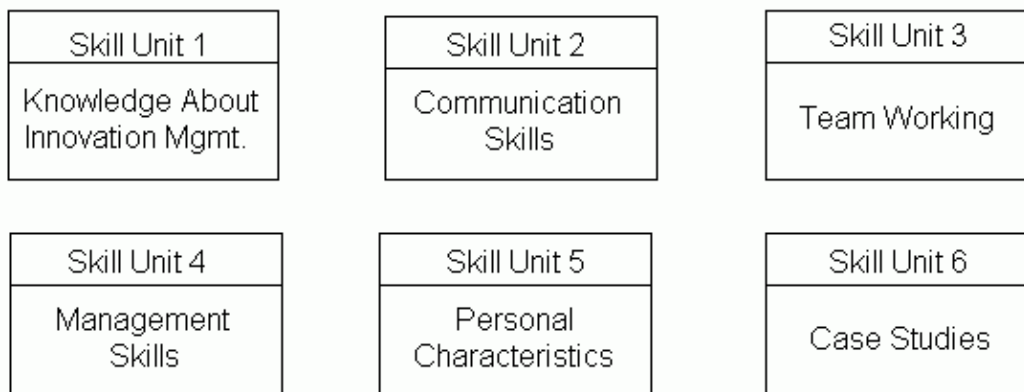 Skill Unit 1
Knowledge About
Innovation Mgmt.
Skill Unit 2
Communication
Skills
Skill Unit 3
Team Working
Skill Unit 4
Management
Skills
Skill Unit 5
Personal
Characteristics
Skill Unit 6
Case Studies